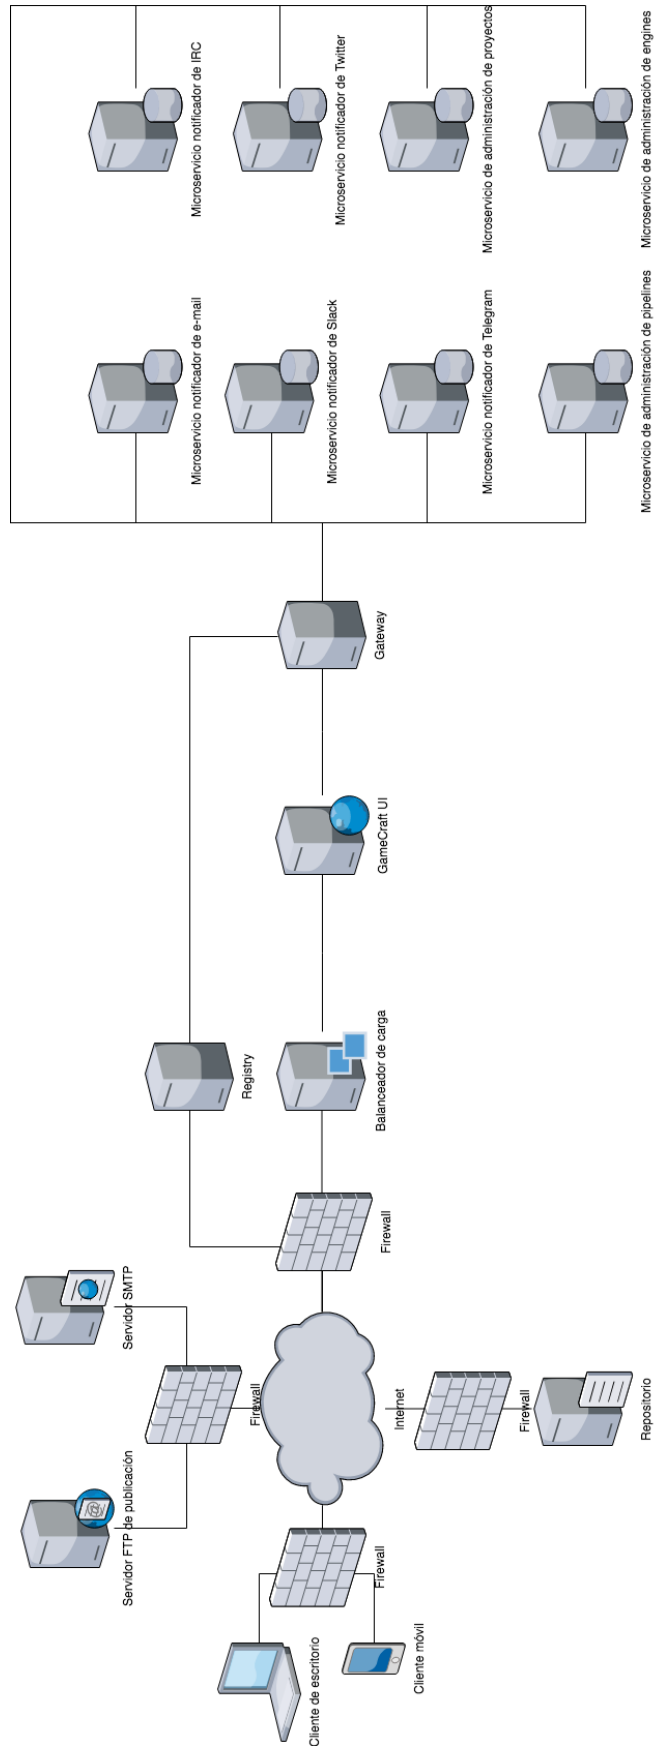 Microservicio notificador de IRC
Microservicio notificador de Twitter
Microservicio de administración de proyectos
Microservicio de administración de engines
Microservicio notificador de e-mail
Microservicio notificador de Slack
Microservicio notificador de Telegram
Microservicio de administración de pipelines
Gateway
GameCraft UI
Registry
Balanceador de carga
Firewall
Servidor SMTP
Firewall
Internet
Firewall
Repositorio
Servidor FTP de publicación
Firewall
Cliente de escritorio
Cliente móvil